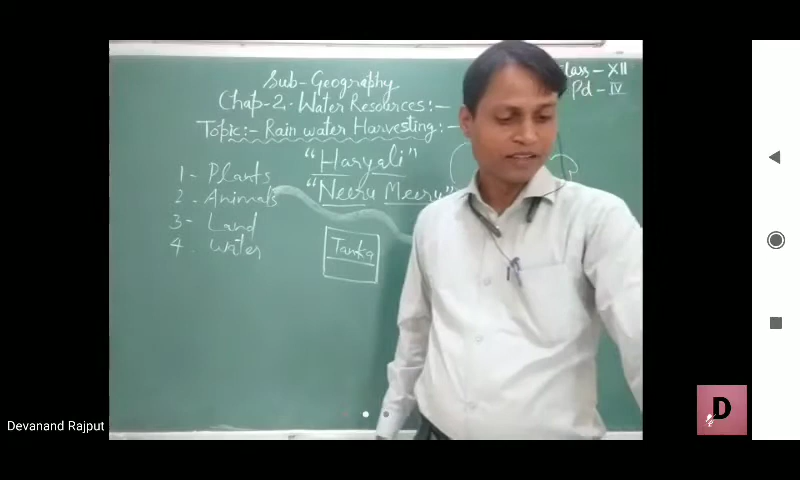 Sub- Geography
Chap-2- Water Resources:-
Topic:- Rain water Harvesting:-
Class - XII
Pd - IV
"Haryali"
"Neeru Meeru"
1- Plants
2. Animals
3- Land
4. water
Tanka
D
Devanand Rajput